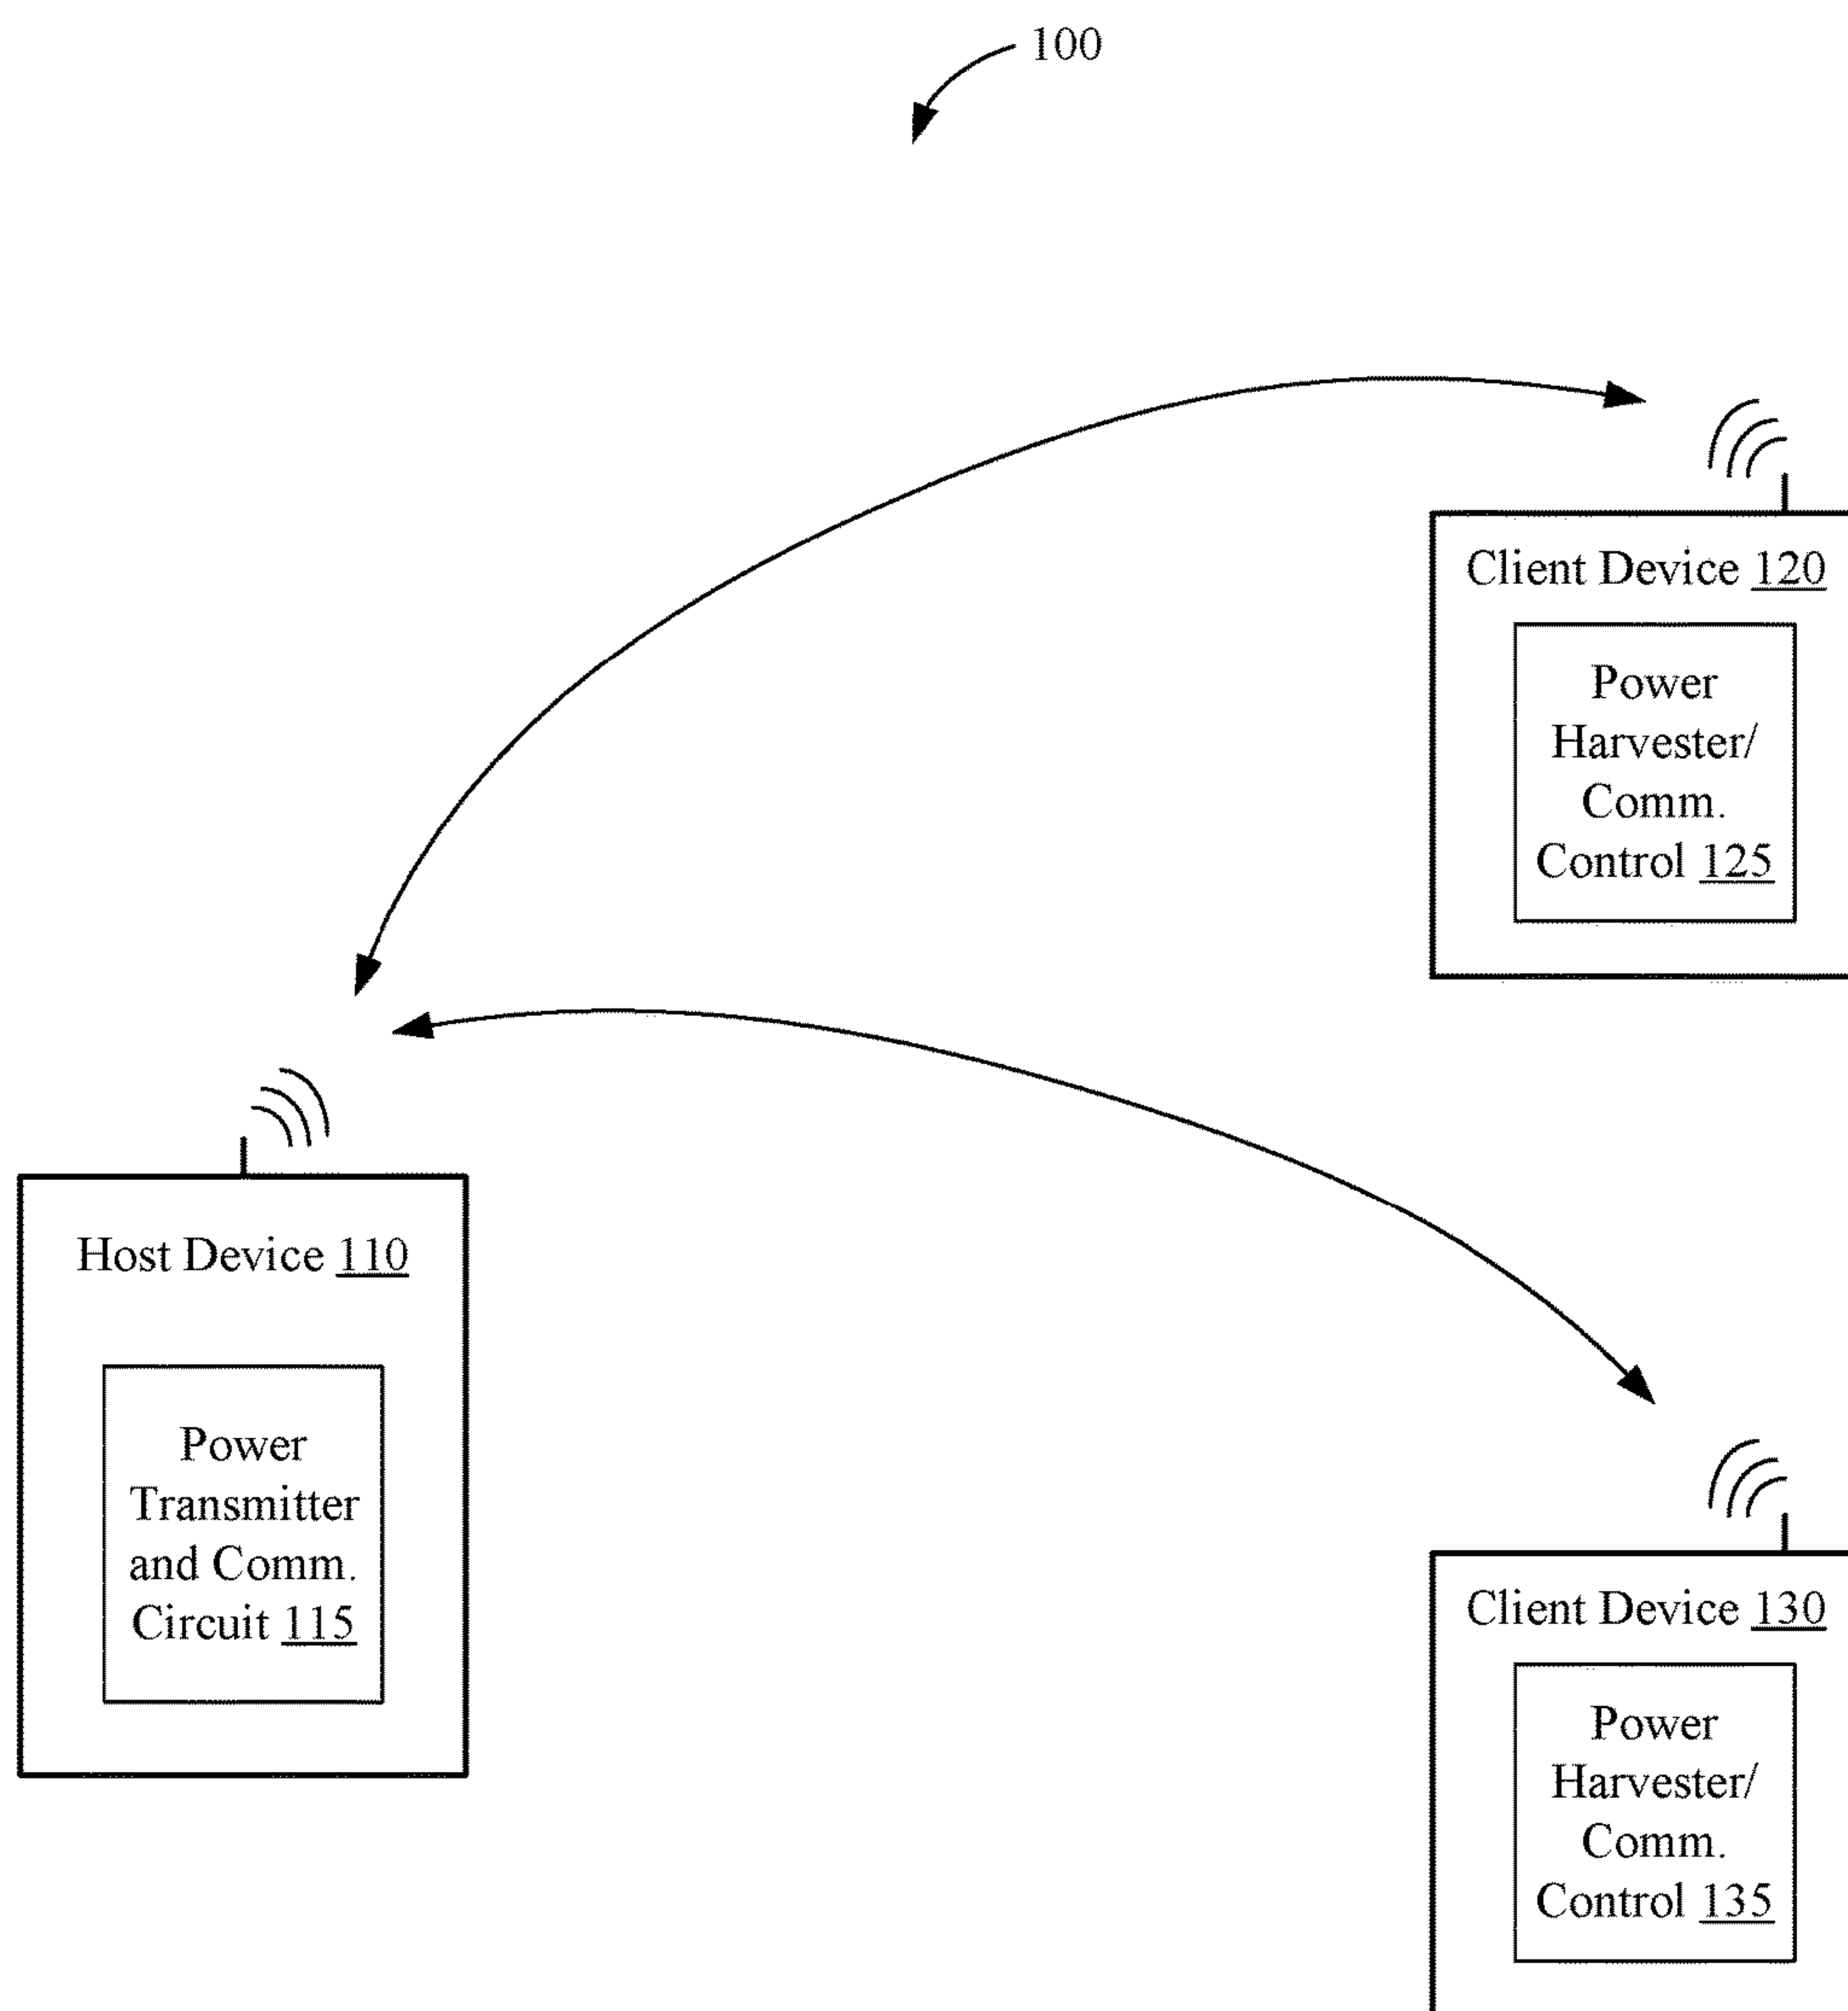 100
Client Device 120
Power
Harvester/
Comm.
Control 125
Host Device 110
Power
Transmitter
and Comm.
Circuit 115
Client Device 130
Power
Harvester/
Comm.
Control 135